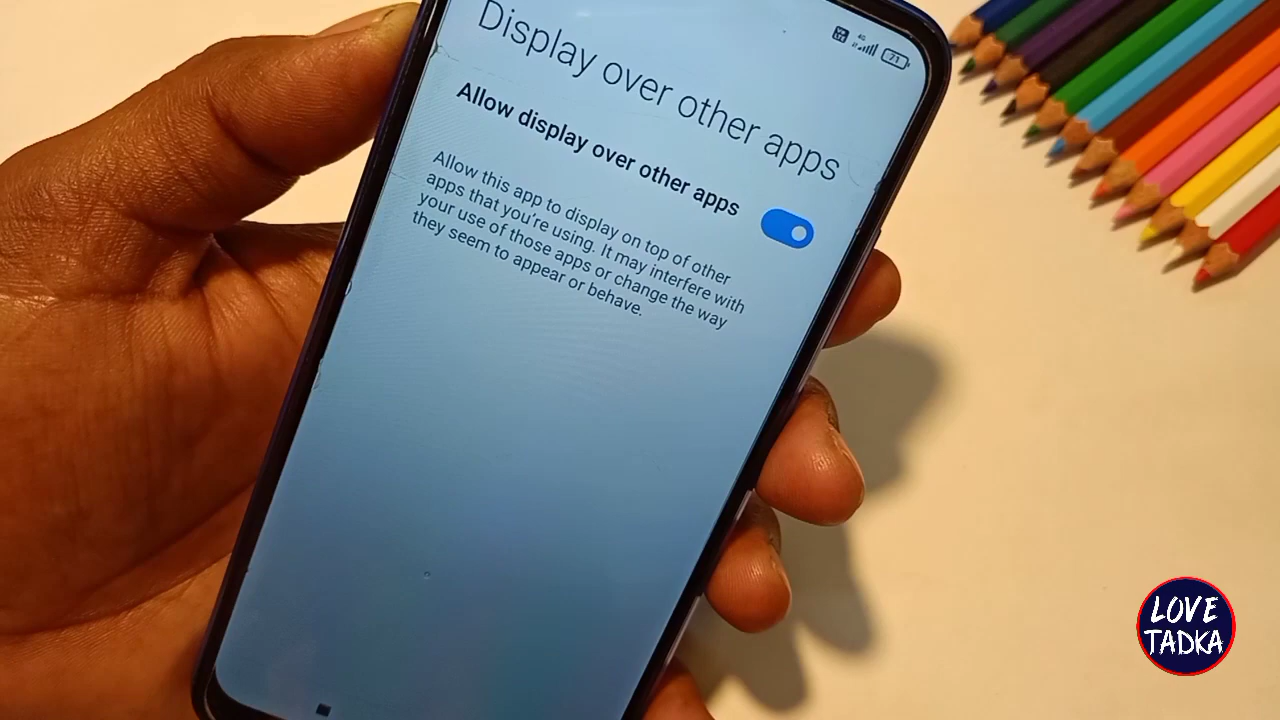 Display over other apps
4G
71
Allow display over other apps
Allow this app to display on top of other
apps that you're using. It may interfere with
your use of those apps or change the way
they seem to appear or behave.
LOVE
TADKA